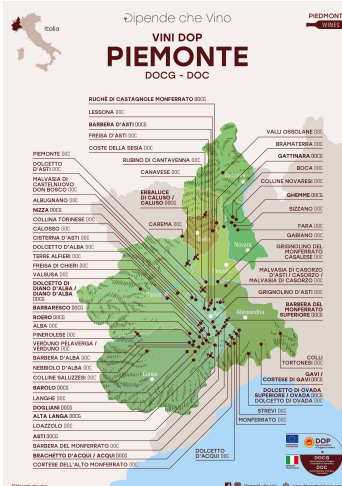 Dipende che Vino
PIEDMONT
WINES
Italia
VINI DOP
PIEMONTE
DOCG - DOC
RUCHÈ DI CASTAGNOLE MONFERRATO DOCG
LESSONA DOC
BARBERA D'ASTI DOCG
FREISA D'ASTI DOC
COSTE DELLA SESIA DOC
RUBINO DI CANTAVENNA DOC
CANAVESE DOC
ERBALUCE
DI CALUSO /
CALUSO DOCG
CAREMA DOC
VALLI OSSOLANE DOC
BRAMATERRA DOC
GATTINARA DOCG
BOCA DOC
COLLINE NOVARESI DOC
GHEMME DOCG
SIZZANO DOC
FARA DOC
GABIANO DOC
GRIGNOLINO DEL
MONFERRATO
CASALESE DOC
MALVASIA DI CASORZO
D'ASTI / CASORZO /
MALVASIA DI CASORZO DOC
GRIGNOLINO D'ASTI DOC
BARBERA DEL
MONFERRATO
SUPERIORE DOCG
COLLI
TORTONESI DOC
GAVI /
CORTESE DI GAVI DOCG
DOLCETTO DI OVADA
SUPERIORE / OVADA DOCG
DOLCETTO DI OVADA DOC
STREVI DOC
MONFERRATO DOC
DOLCETTO
D'ACQUI DOC
PIEMONTE DOC
DOLCETTO
D'ASTI DOC
MALVASIA DI
CASTELNUOVO
DON BOSCO DOC
ALBUGNANO DOC
NIZZA DOCG
COLLINA TORINESE DOC
CALOSSO DOC
CISTERNA D'ASTI DOC
DOLCETTO D'ALBA DOC
TERRE ALFIERI DOC
FREISA DI CHIERI DOC
VALSUSA DOC
DOLCETTO DI
DIANO D'ALBA /
DIANO D'ALBA DOCG
BARBARESCO DOCG
ROERO DOCG
ALBA DOC
PINEROLESE DOC
VERDUNO PELAVERGA /
VERDUNO DOC
BARBERA D'ALBA DOC
NEBBIOLO D'ALBA DOC
COLLINE SALUZZESI DOC
BAROLO DOCG
LANGHE DOC
DOGLIANI DOCG
ALTA LANGA DOCG
LOAZZOLO DOC
ASTI DOCG
BARBERA DEL MONFERRATO DOC
BRACHETTO D'ACQUI / ACQUI DOCG
CORTESE DELL'ALTO MONFERRATO DOC
Novara
Alessandria
Cuneo
DOP
DOCG
DOC